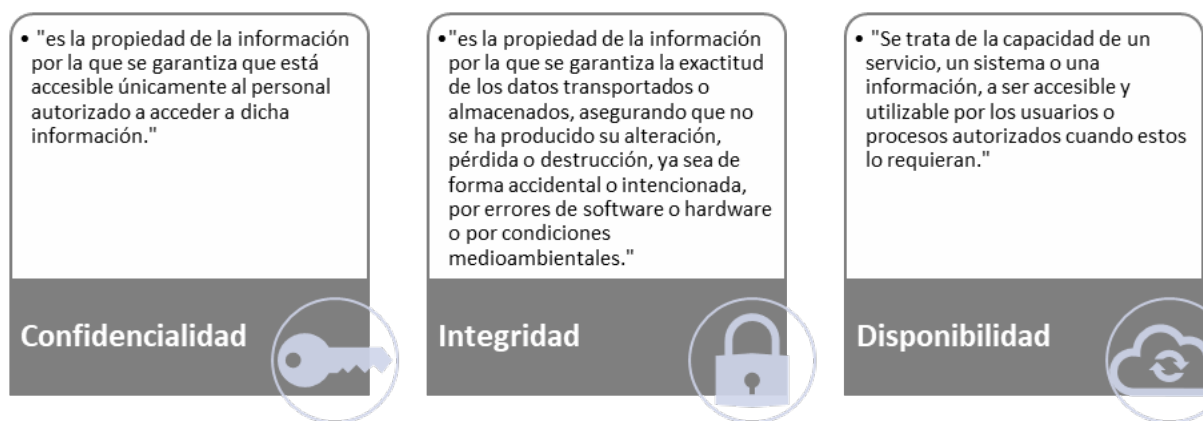 • "es la propiedad de la información
por la que se garantiza que está
accesible únicamente al personal
autorizado a acceder a dicha
información."
Confidencialidad
•"es la propiedad de la información
por la que se garantiza la exactitud
de los datos transportados o
almacenados, asegurando que no
se ha producido su alteración,
pérdida o destrucción, ya sea de
forma accidental o intencionada,
por errores de software o hardware
o por condiciones
medioambientales."
Integridad
• "Se trata de la capacidad de un
servicio, un sistema o una
información, a ser accesible y
utilizable por los usuarios o
procesos autorizados cuando estos
lo requieran."
Disponibilidad